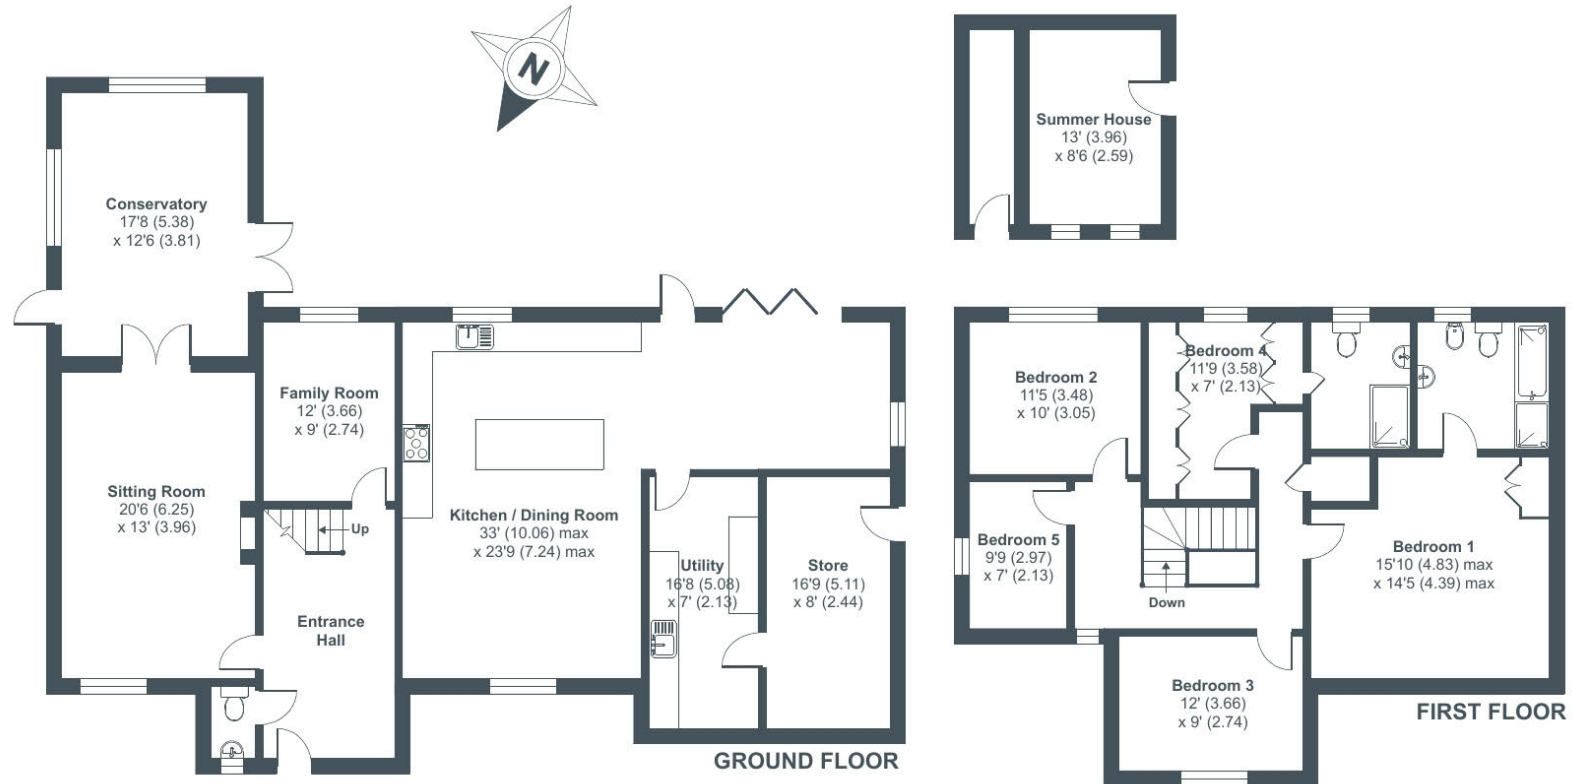 N
Summer House
13' (3.96)
x 8'6 (2.59)
Conservatory
17'8 (5.38)
x 12'6 (3.81)
Family Room
12' (3.66)
x 9' (2.74)
Sitting Room
20'6 (6.25)
x 13' (3.96)
Up
Kitchen / Dining Room
33' (10.06) max
x 23'9 (7.24) max
Utility
16'8 (5.08)
x 7' (2.13)
Store
16'9 (5.11)
x 8' (2.44)
Entrance
Hall
GROUND FLOOR
Bedroom 2
11'5 (3.48)
x 10' (3.05)
Bedroom 4
11'9 (3.58)
x 7' (2.13)
Bedroom 5
9'9 (2.97)
x 7' (2.13)
Down
Bedroom 1
15'10 (4.83) max
x 14'5 (4.39) max
Bedroom 3
12' (3.66)
x 9' (2.74)
FIRST FLOOR